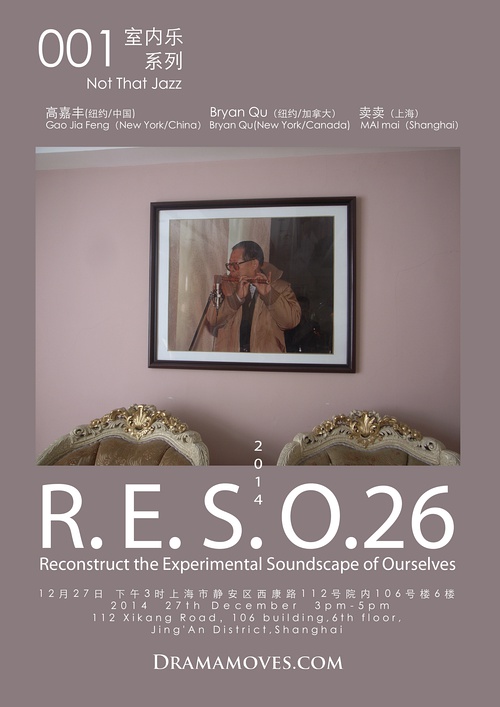 001 室内乐
系列
Not That Jazz
高嘉丰(纽约/中国) Bryan Qu（纽约/加拿大） 卖卖（上海）
Gao Jia Feng（New York/China） Bryan Qu(New York/Canada) MAI mai（Shanghai)
2014
R. E. S. O.26
Reconstruct the Experimental Soundscape of Ourselves
12月27日 下午3时上海市静安区西康路112号院内106号楼6楼
2014 27th December 3pm-5pm
112 Xikang Road, 106 building,6th floor,
Jing'An District,Shanghai
DRAMAMOVES.COM